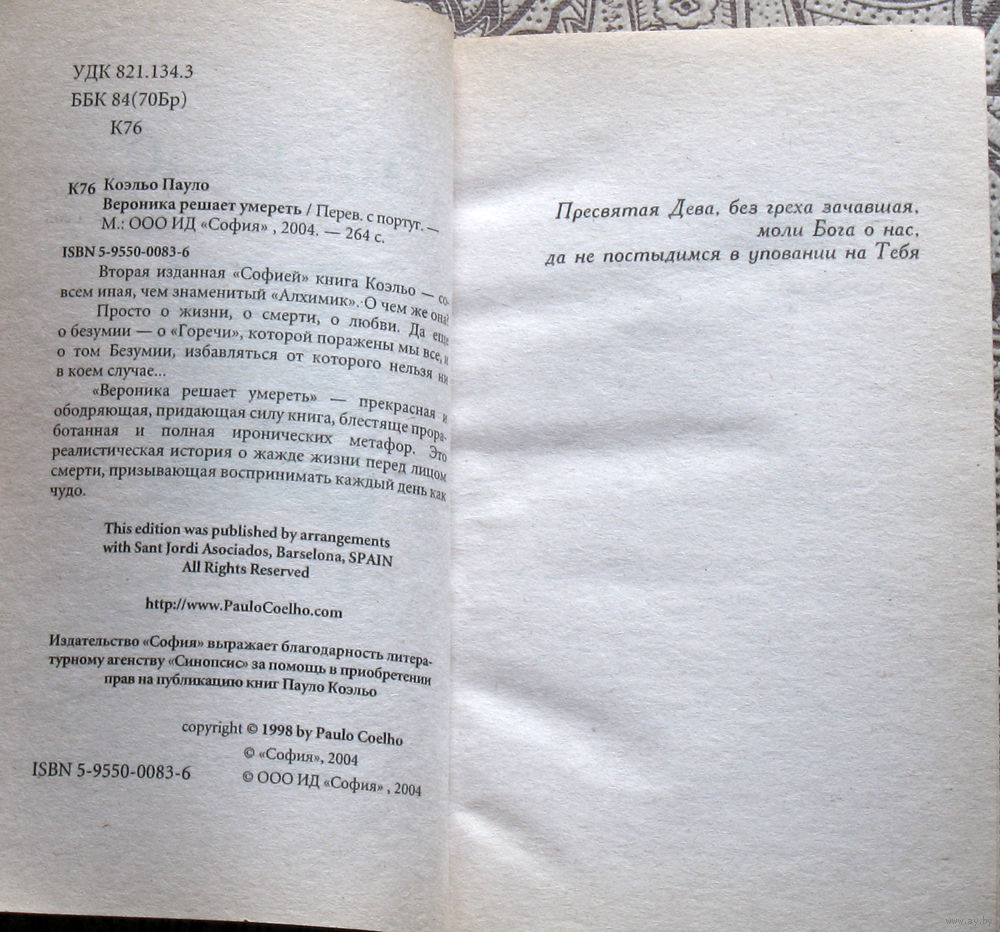 УДК 821.134.3
ББК 84(70Бр)
К76
К76 Коэльо Пауло
Вероника решает умереть / Перев. с португ. —
М.: ООО ИД «София» , 2004. — 264 с.
ISBN 5-9550-0083-6
Вторая изданная «Софией» книга Коэльо — со-
всем иная, чем знаменитый «Алхимик». О чем же она?
Просто о жизни, о смерти, о любви. Да еще
о безумии — о «Горечи», которой поражены мы все, и
о том Безумии, избавляться от которого нельзя ни
в коем случае...
«Вероника решает умереть» — прекрасная и
ободряющая, придающая силу книга, блестяще прора-
ботанная и полная иронических метафор. Это
реалистическая история о жажде жизни перед лицом
смерти, призывающая воспринимать каждый день как
чудо.
This edition was published by arrangements
with Sant Jordi Asociados, Barselona, SPAIN
All Rights Reserved
http://www.PauloCoelho.com
Издательство «София» выражает благодарность литера-
турному агенству «Синопсис» за помощь в приобретении
прав на публикацию книг Пауло Коэльо
copyright © 1998 by Paulo Coelho
© «София», 2004
ISBN 5-9550-0083-6 © ООО ИД «София» , 2004
Пресвятая Дева, без греха зачавшая,
моли Бога о нас,
да не постыдимся в уповании на Тебя
www.ay.by